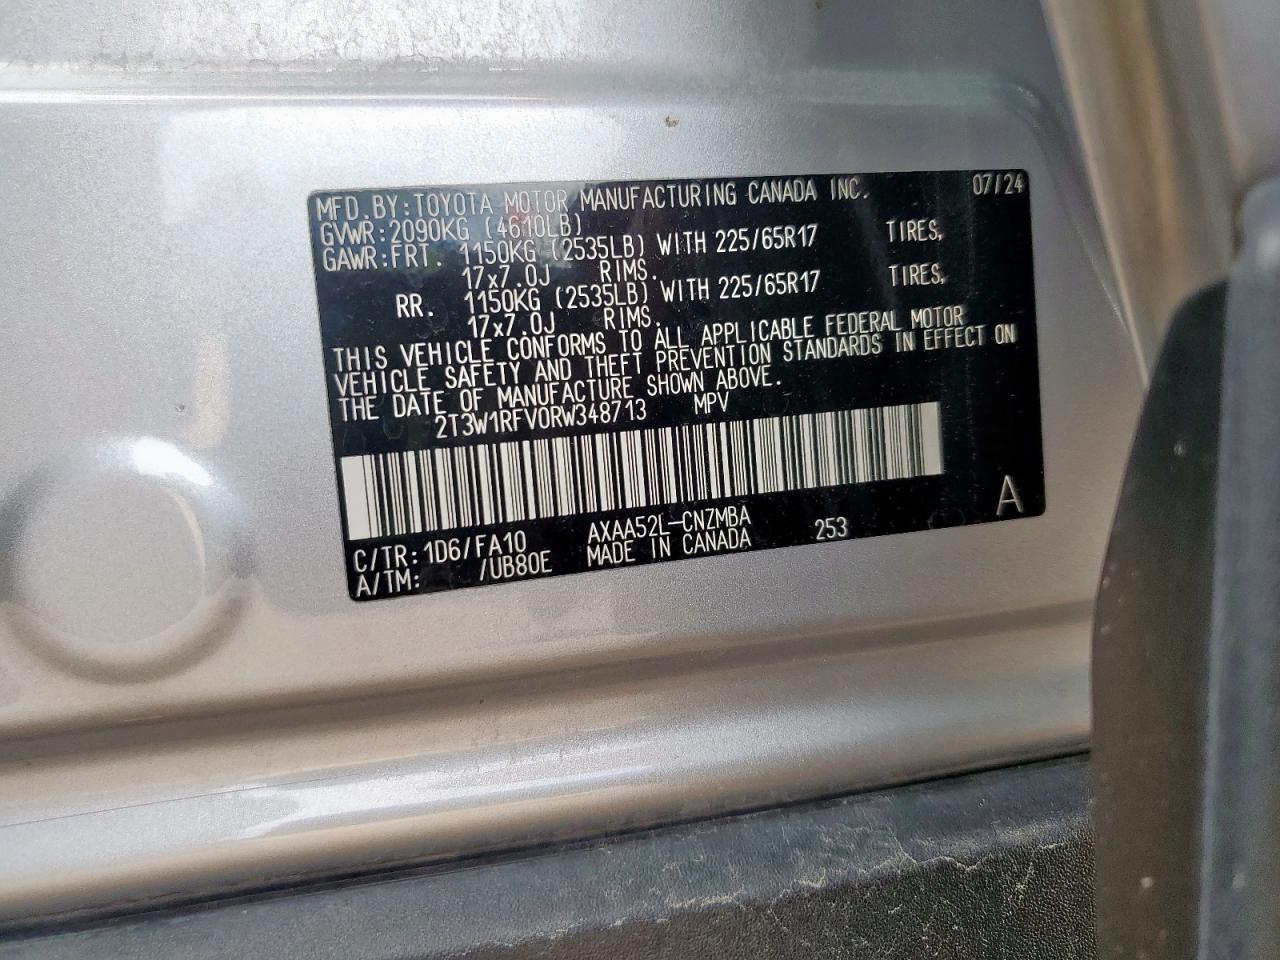 MFD.BY:TOYOTA MOTOR MANUFACTURING CANADA INC. 07/24
GVWR:2090KG (4610LB)
GAWR:FRT. 1150KG (2535LB) WITH 225/65R17 TIRES,
17x7.0J RIMS.
RR. 1150KG (2535LB) WITH 225/65R17 TIRES,
17x7.0J RIMS.
THIS VEHICLE CONFORMS TO ALL APPLICABLE FEDERAL MOTOR
VEHICLE SAFETY AND THEFT PREVENTION STANDARDS IN EFFECT ON
THE DATE OF MANUFACTURE SHOWN ABOVE.
2T3W1RFV0RW348713 MPV
C/TR:1D6/FA10 AXAA52L-CNZMBA 253 A
A/TM: /UB80E MADE IN CANADA